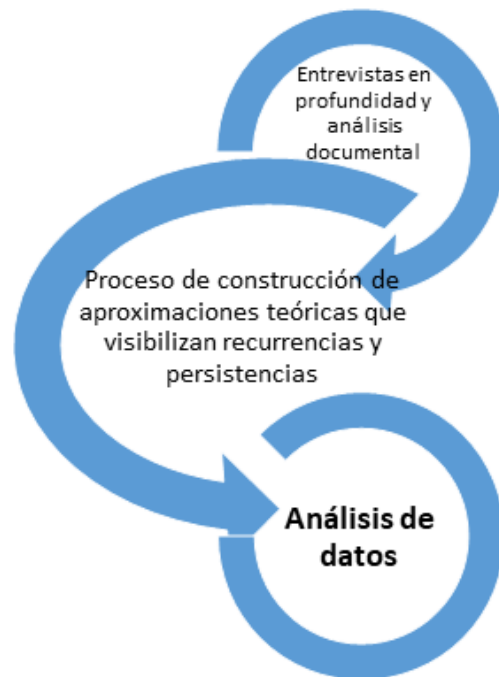 Entrevistas en
profundidad y
análisis
documental
Proceso de construcción de
aproximaciones teóricas que
visibilizan recurrencias y
persistencias
Análisis de
datos